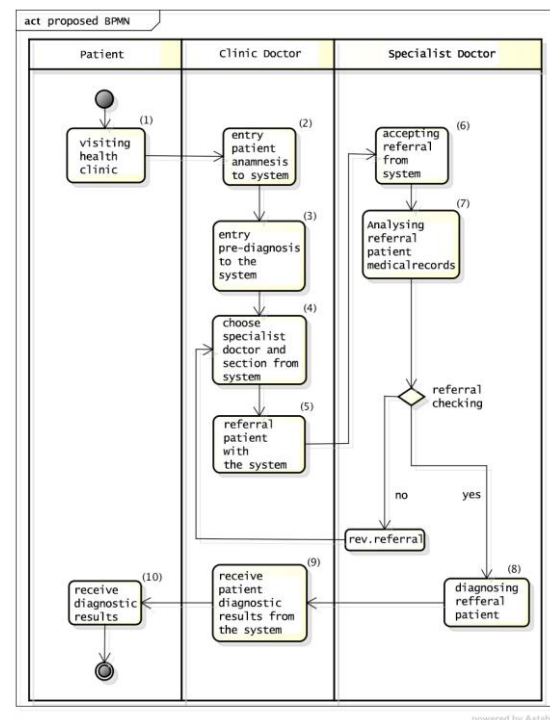 act proposed BPMN
Patient
Clinic Doctor
Specialist Doctor
(1)
visiting
health
clinic
(2)
entry
patient
anamnesis
to system
(3)
entry
pre-diagnosis
to the
system
(4)
choose
specialist
doctor and
section from
system
(5)
referral
patient
with
the system
(6)
accepting
referral
from
system
(7)
Analysing
referral
patient
medicalrecords
referral
checking
no
yes
rev.referral
(8)
diagnosing
refferal
patient
(9)
receive
patient
diagnostic
results from
the system
(10)
receive
diagnostic
results
powered by Astah